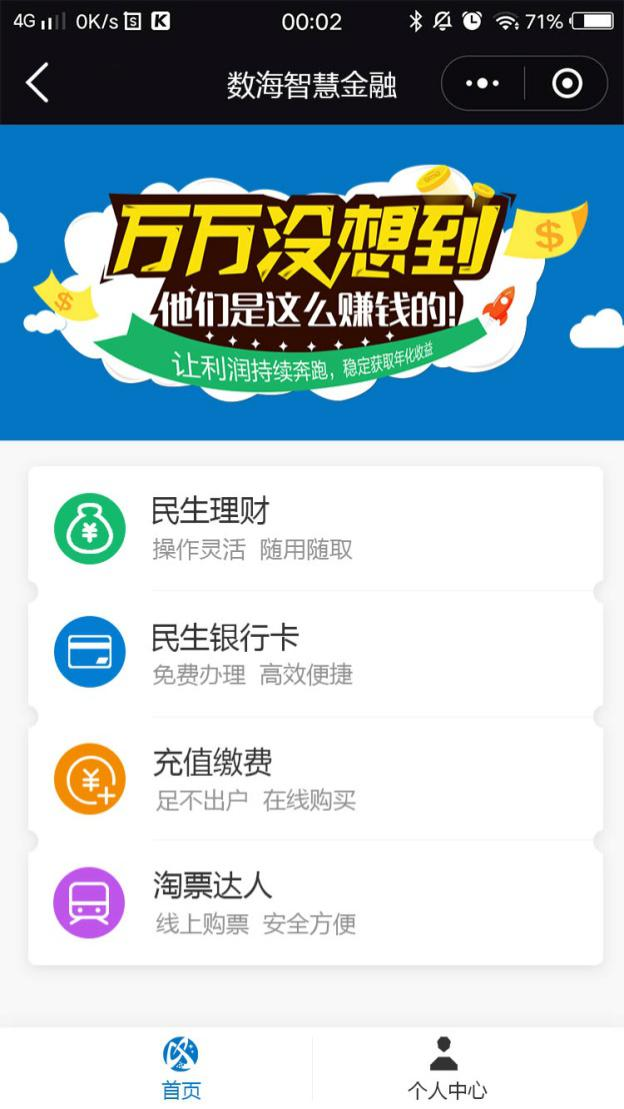 4G 0K/s S K 00:02 71%
数海智慧金融
万万没想到
他们是这么赚钱的!
让利润持续奔跑，稳定获取年化收益
民生理财
操作灵活 随用随取
民生银行卡
免费办理 高效便捷
充值缴费
足不出户 在线购买
淘票达人
线上购票 安全方便
首页 个人中心